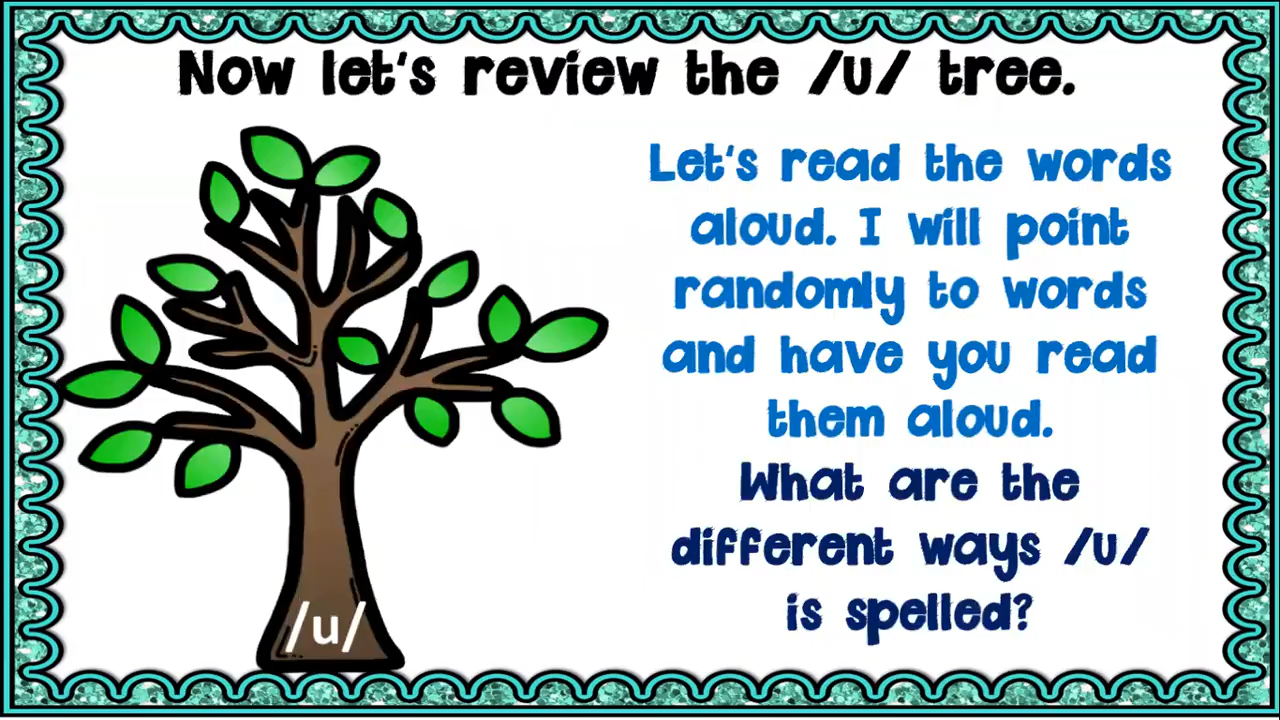 Now let's review the /u/ tree.
Let's read the words
aloud. I will point
randomly to words
and have you read
them aloud.
What are the
different ways /u/
is spelled?
/u/